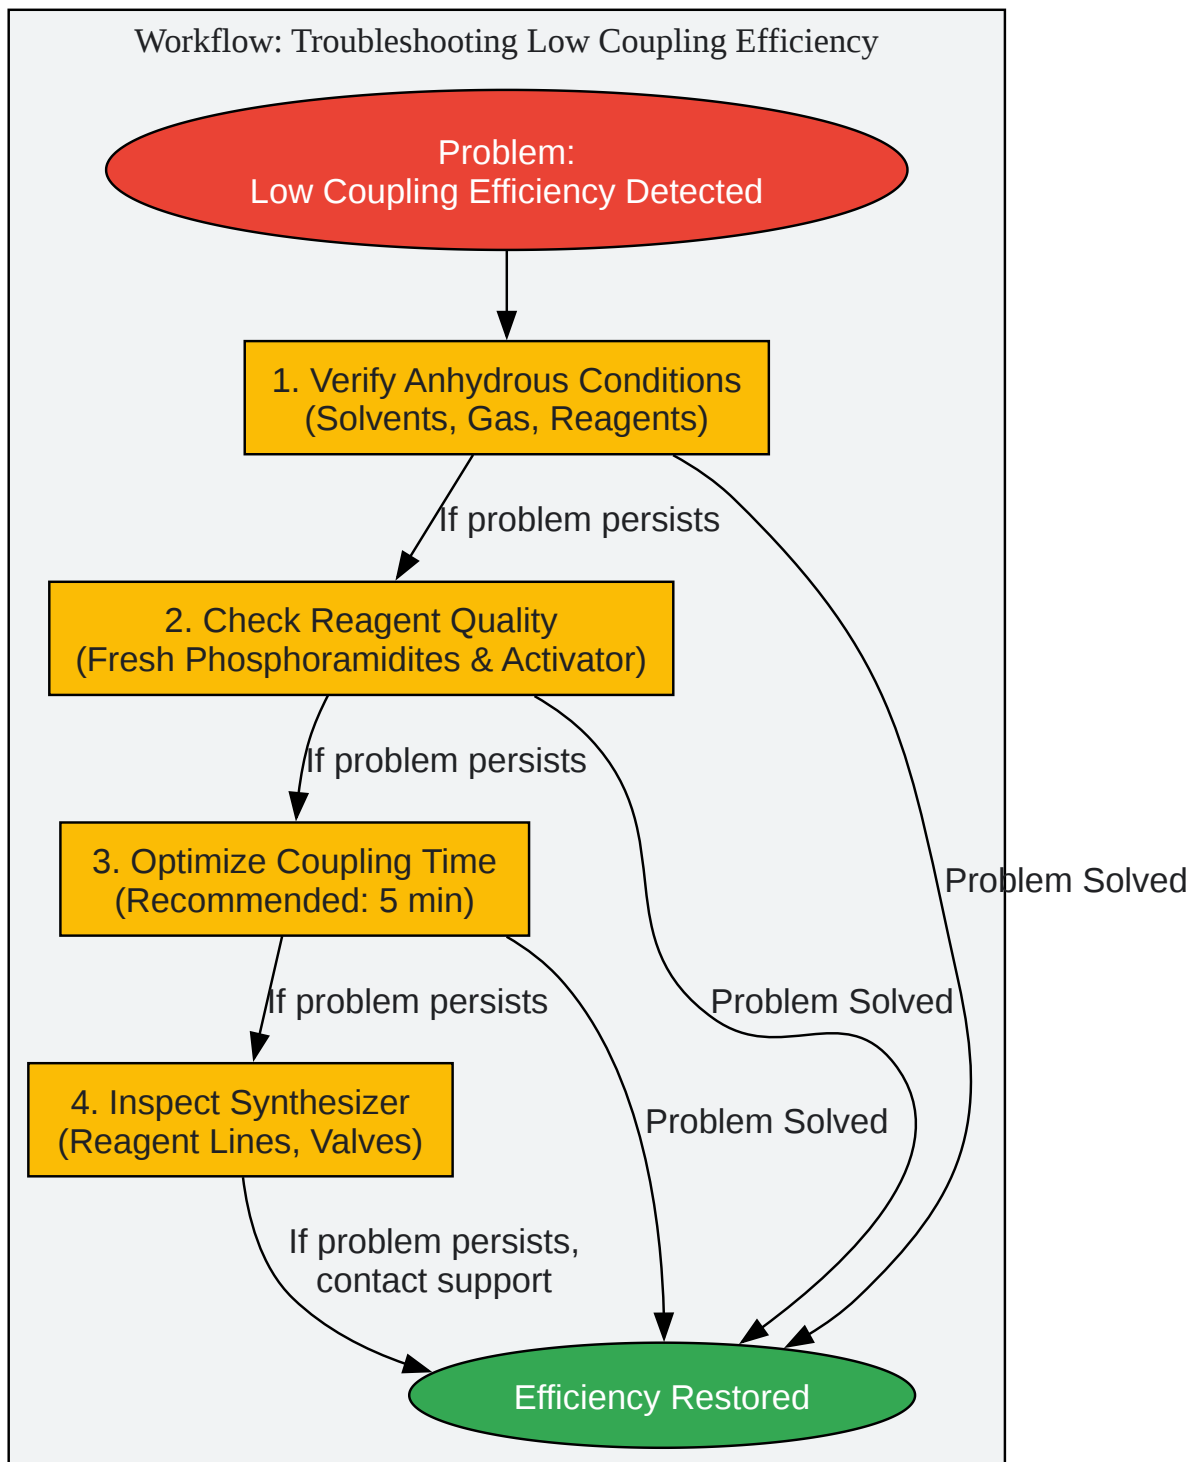 Workflow: Troubleshooting Low Coupling Efficiency
Problem:
Low Coupling Efficiency Detected
1. Verify Anhydrous Conditions
(Solvents, Gas, Reagents)
If problem persists
2. Check Reagent Quality
(Fresh Phosphoramidites & Activator)
If problem persists
3. Optimize Coupling Time
(Recommended: 5 min)
Problem Solved
If problem persists
Problem Solved
4. Inspect Synthesizer
(Reagent Lines, Valves)
Problem Solved
If problem persists,
contact support
Efficiency Restored